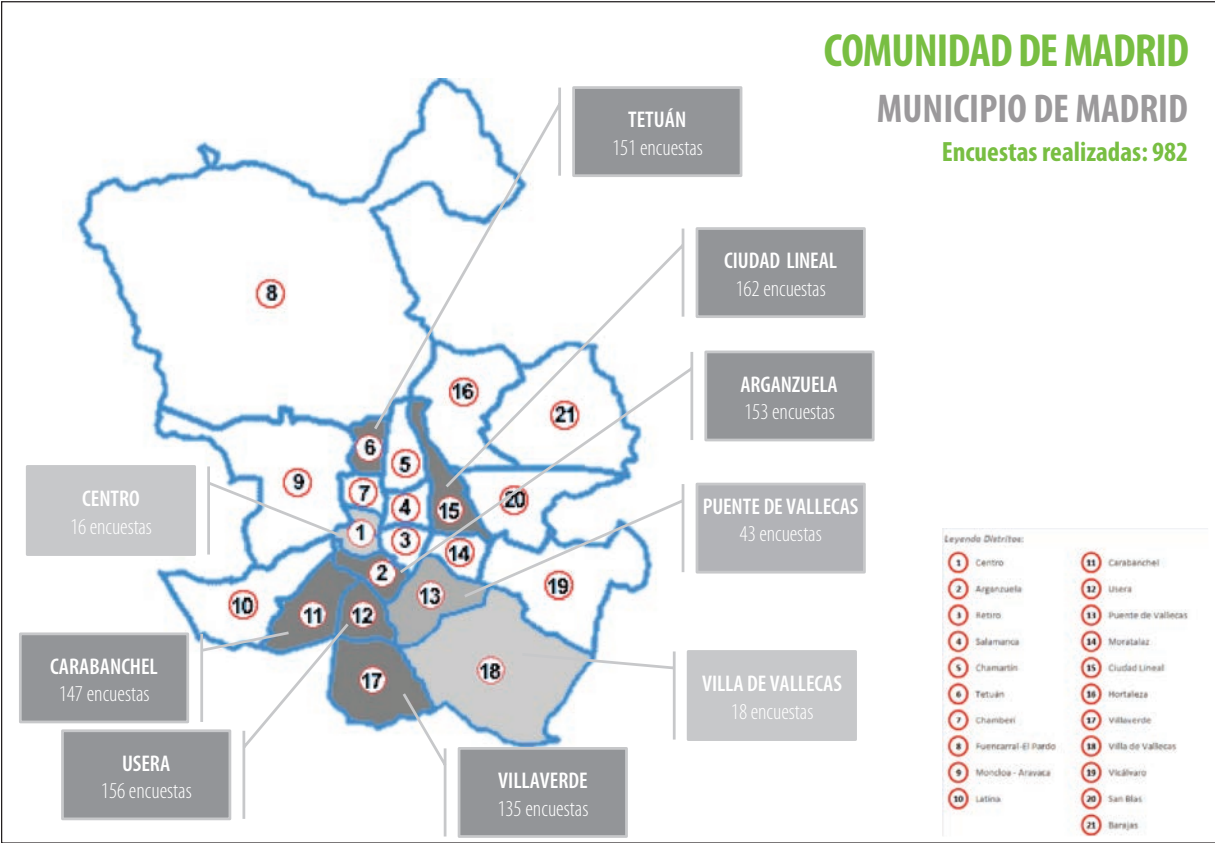 COMUNIDAD DE MADRID
MUNICIPIO DE MADRID
Encuestas realizadas: 982
TETUÁN
151 encuestas
CIUDAD LINEAL
162 encuestas
ARGANZUELA
153 encuestas
CENTRO
16 encuestas
PUENTE DE VALLECAS
43 encuestas
CARABANCHEL
147 encuestas
VILLA DE VALLECAS
18 encuestas
USERA
156 encuestas
VILLAVERDE
135 encuestas
8
16
21
6
5
9
7
4
20
15
1
3
14
2
19
13
10
11
12
18
17
Leyenda Distritos:
1 Centro
2 Arganzuela
3 Retiro
4 Salamanca
5 Chamartín
6 Tetuán
7 Chamberí
8 Fuencarral-El Pardo
9 Moncloa - Aravaca
10 Latina
11 Carabanchel
12 Usera
13 Puente de Vallecas
14 Moratalaz
15 Ciudad Lineal
16 Hortaleza
17 Villaverde
18 Villa de Vallecas
19 Vicálvaro
20 San Blas
21 Barajas